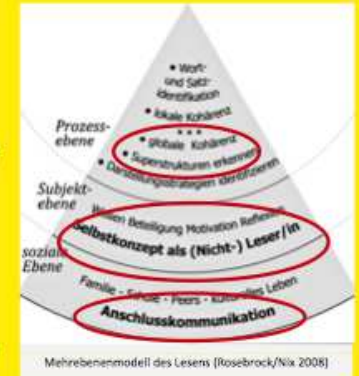 • Wort-
und Satz-
identifikation
• lokale Kohärenz
• • •
• globale Kohärenz
• Superstrukturen erkennen
• Darstellungsstrategien identifizieren
Prozess-
ebene
Wissen Beteiligung Motivation Reflexion
Selbstkonzept als (Nicht-) Leser/in
Subjekt-
ebene
Familie - Schule - Peers - kulturelles Leben
Anschlusskommunikation
soziale
Ebene
Mehrebenenmodell des Lesens (Rosebrock/Nix 2008)